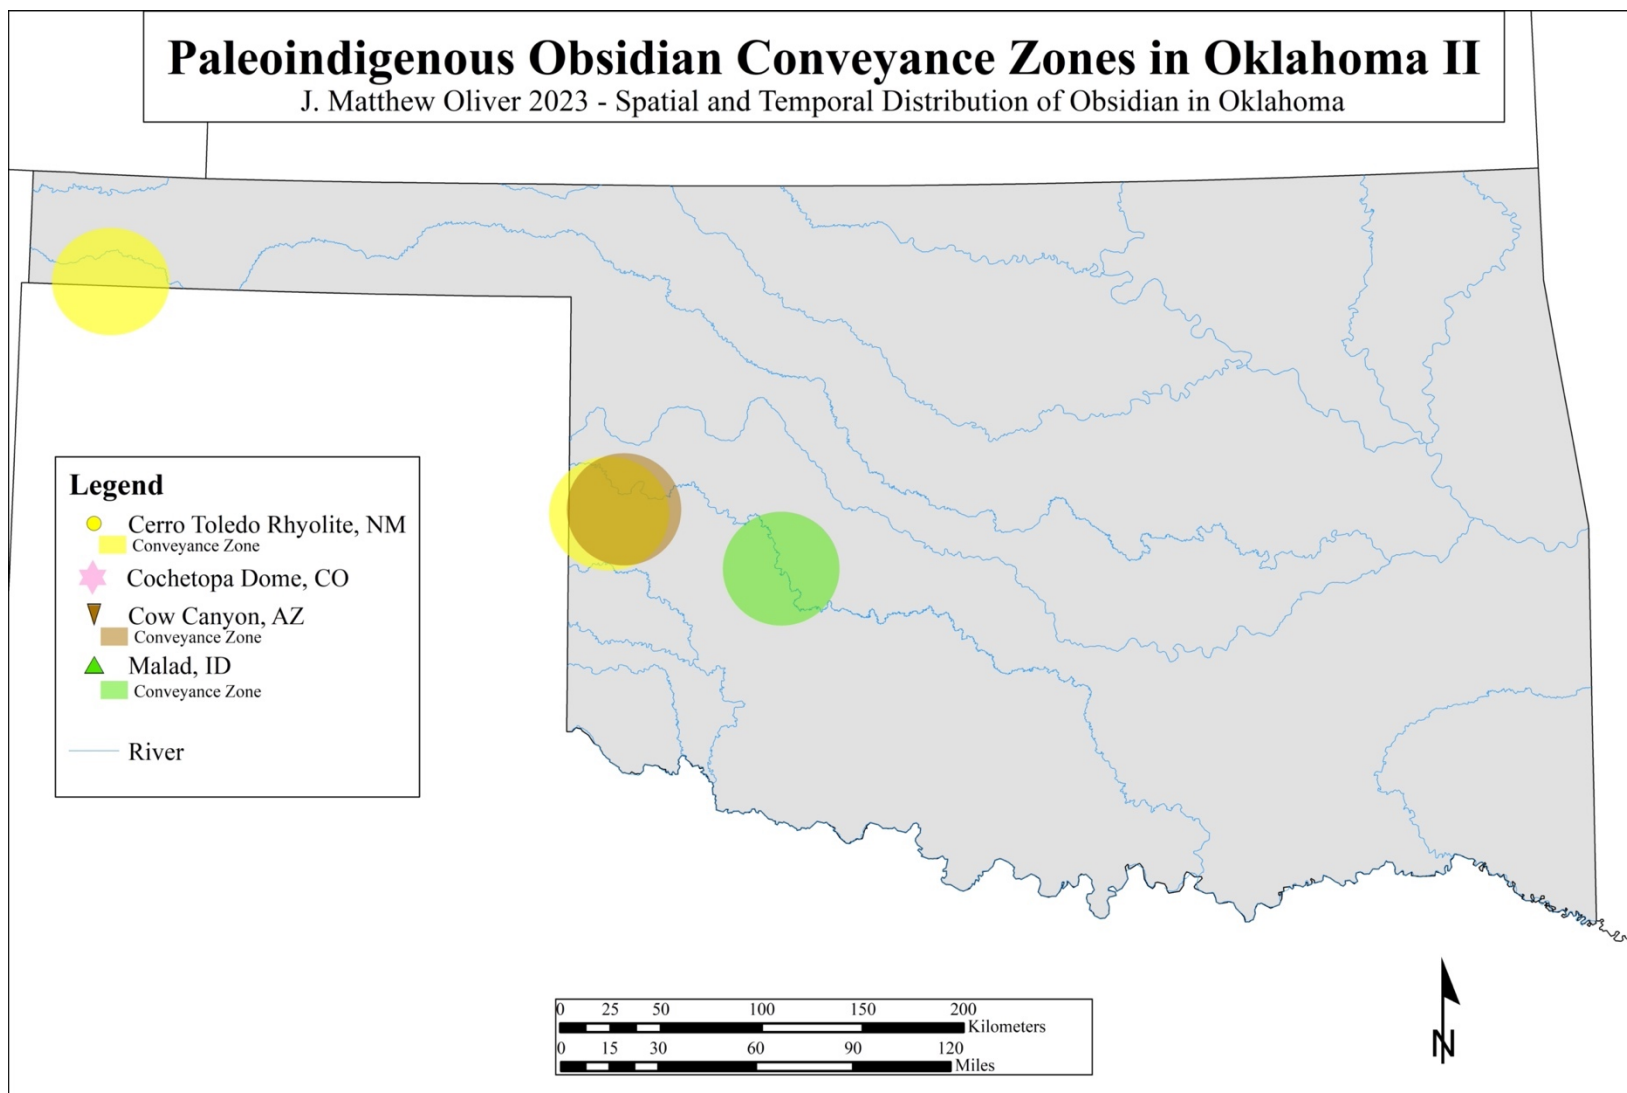 Paleoindigenous Obsidian Conveyance Zones in Oklahoma II
J. Matthew Oliver 2023 - Spatial and Temporal Distribution of Obsidian in Oklahoma
Legend
Cerro Toledo Rhyolite, NM
Conveyance Zone
Cochetopa Dome, CO
Cow Canyon, AZ
Conveyance Zone
Malad, ID
Conveyance Zone
River
0 25 50 100 150 200
Kilometers
0 15 30 60 90 120
Miles
N